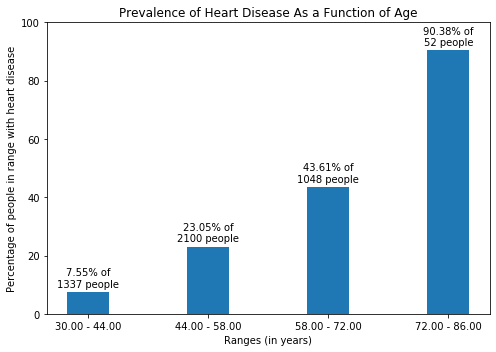 Prevalence of Heart Disease As a Function of Age
Percentage of people in range with heart disease
100
80
60
40
20
0
7.55% of
1337 people
23.05% of
2100 people
43.61% of
1048 people
90.38% of
52 people
30.00 - 44.00
44.00 - 58.00
58.00 - 72.00
72.00 - 86.00
Ranges (in years)